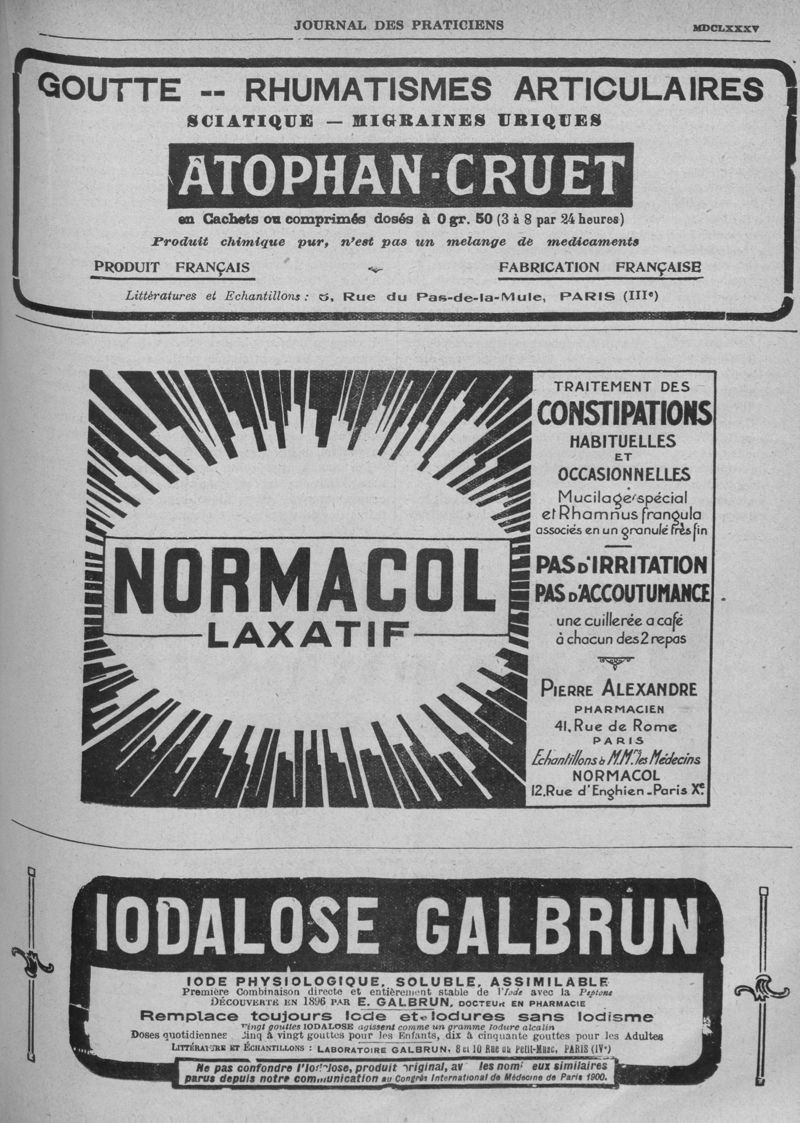 JOURNAL DES PRATICIENS
MDCLXXXV
GOUTTE -- RHUMATISMES ARTICULAIRES
SCIATIQUE — MIGRAINES URIQUES
ATOPHAN-CRUET
en Cachets ou comprimés dosés à 0 gr. 50 (3 à 8 par 24 heures)
Produit chimique pur, n'est pas un melange de medicaments
PRODUIT FRANÇAIS
FABRICATION FRANÇAISE
Littératures et Echantillons : 5, Rue du Pas-de-la-Mule, PARIS (IIIe)
NORMACOL
LAXATIF
TRAITEMENT DES
CONSTIPATIONS
HABITUELLES
ET
OCCASIONNELLES
Mucilage spécial
et Rhamnus frangula
associés en un granulé très fin
PAS D'IRRITATION
PAS D'ACCOUTUMANCE
une cuillerée a café
à chacun des 2 repas
PIERRE ALEXANDRE
PHARMACIEN
41, Rue de Rome
PARIS
Echantillons à M.M. les Médecins
NORMACOL
12, Rue d'Enghien - Paris Xe
IODALOSE GALBRUN
IODE PHYSIOLOGIQUE, SOLUBLE, ASSIMILABLE
Première Combinaison directe et entièrement stable de l'Iode avec la Peptone
DÉCOUVERTE EN 1896 PAR E. GALBRUN, DOCTEUR EN PHARMACIE
Remplace toujours Iode et Iodures sans Iodisme
Vingt gouttes IODALOSE agissent comme un gramme Iodure alcalin
Doses quotidiennes Cinq à vingt gouttes pour les Enfants, dix à cinquante gouttes pour les Adultes
LITTÉRATURE ET ÉCHANTILLONS : LABORATOIRE GALBRUN, 8 et 10 Rue du Petit-Musc, PARIS (IVe)
Ne pas confondre l'Iodalose, produit original, av les nom eux similaires
parus depuis notre communication au Congrès International de Médecine de Paris 1900.